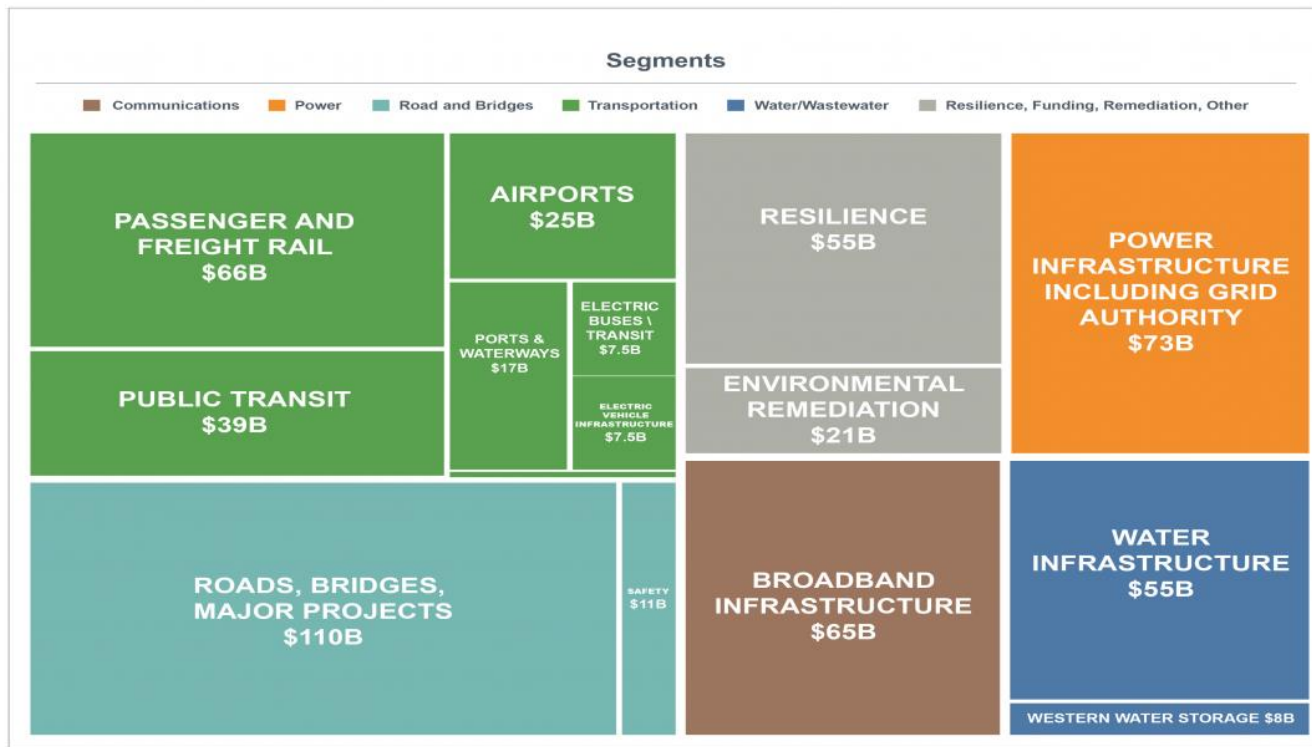 Segments
Communications Power Road and Bridges Transportation Water/Wastewater Resilience, Funding, Remediation, Other
PASSENGER AND
FREIGHT RAIL
$66B
AIRPORTS
$25B
PORTS &
WATERWAYS
$17B
ELECTRIC
BUSES \
TRANSIT
$7.5B
ELECTRIC
VEHICLE
INFRASTRUCTURE
$7.5B
PUBLIC TRANSIT
$39B
ROADS, BRIDGES,
MAJOR PROJECTS
$110B
SAFETY
$11B
RESILIENCE
$55B
ENVIRONMENTAL
REMEDIATION
$21B
BROADBAND
INFRASTRUCTURE
$65B
POWER
INFRASTRUCTURE
INCLUDING GRID
AUTHORITY
$73B
WATER
INFRASTRUCTURE
$55B
WESTERN WATER STORAGE $8B